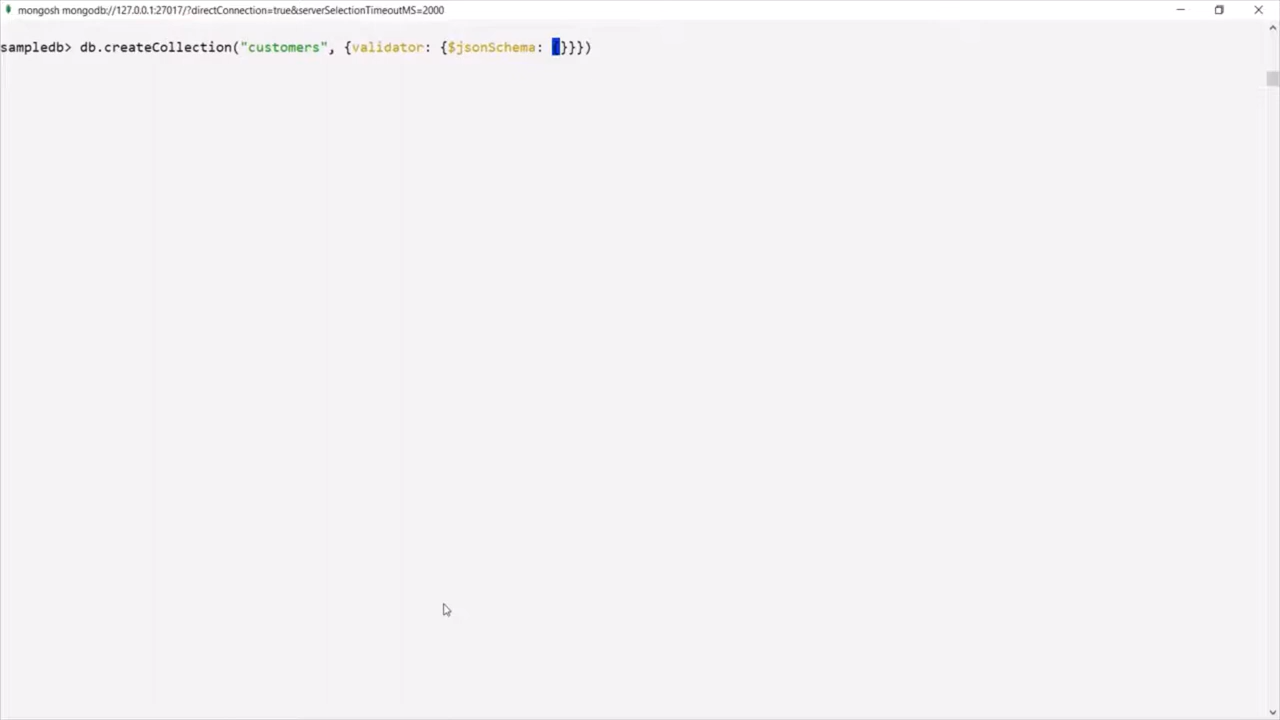 mongosh mongodb://127.0.0.1:27017/?directConnection=true&serverSelectionTimeoutMS=2000
sampledb> db.createCollection("customers", {validator: {$jsonSchema: {}}})